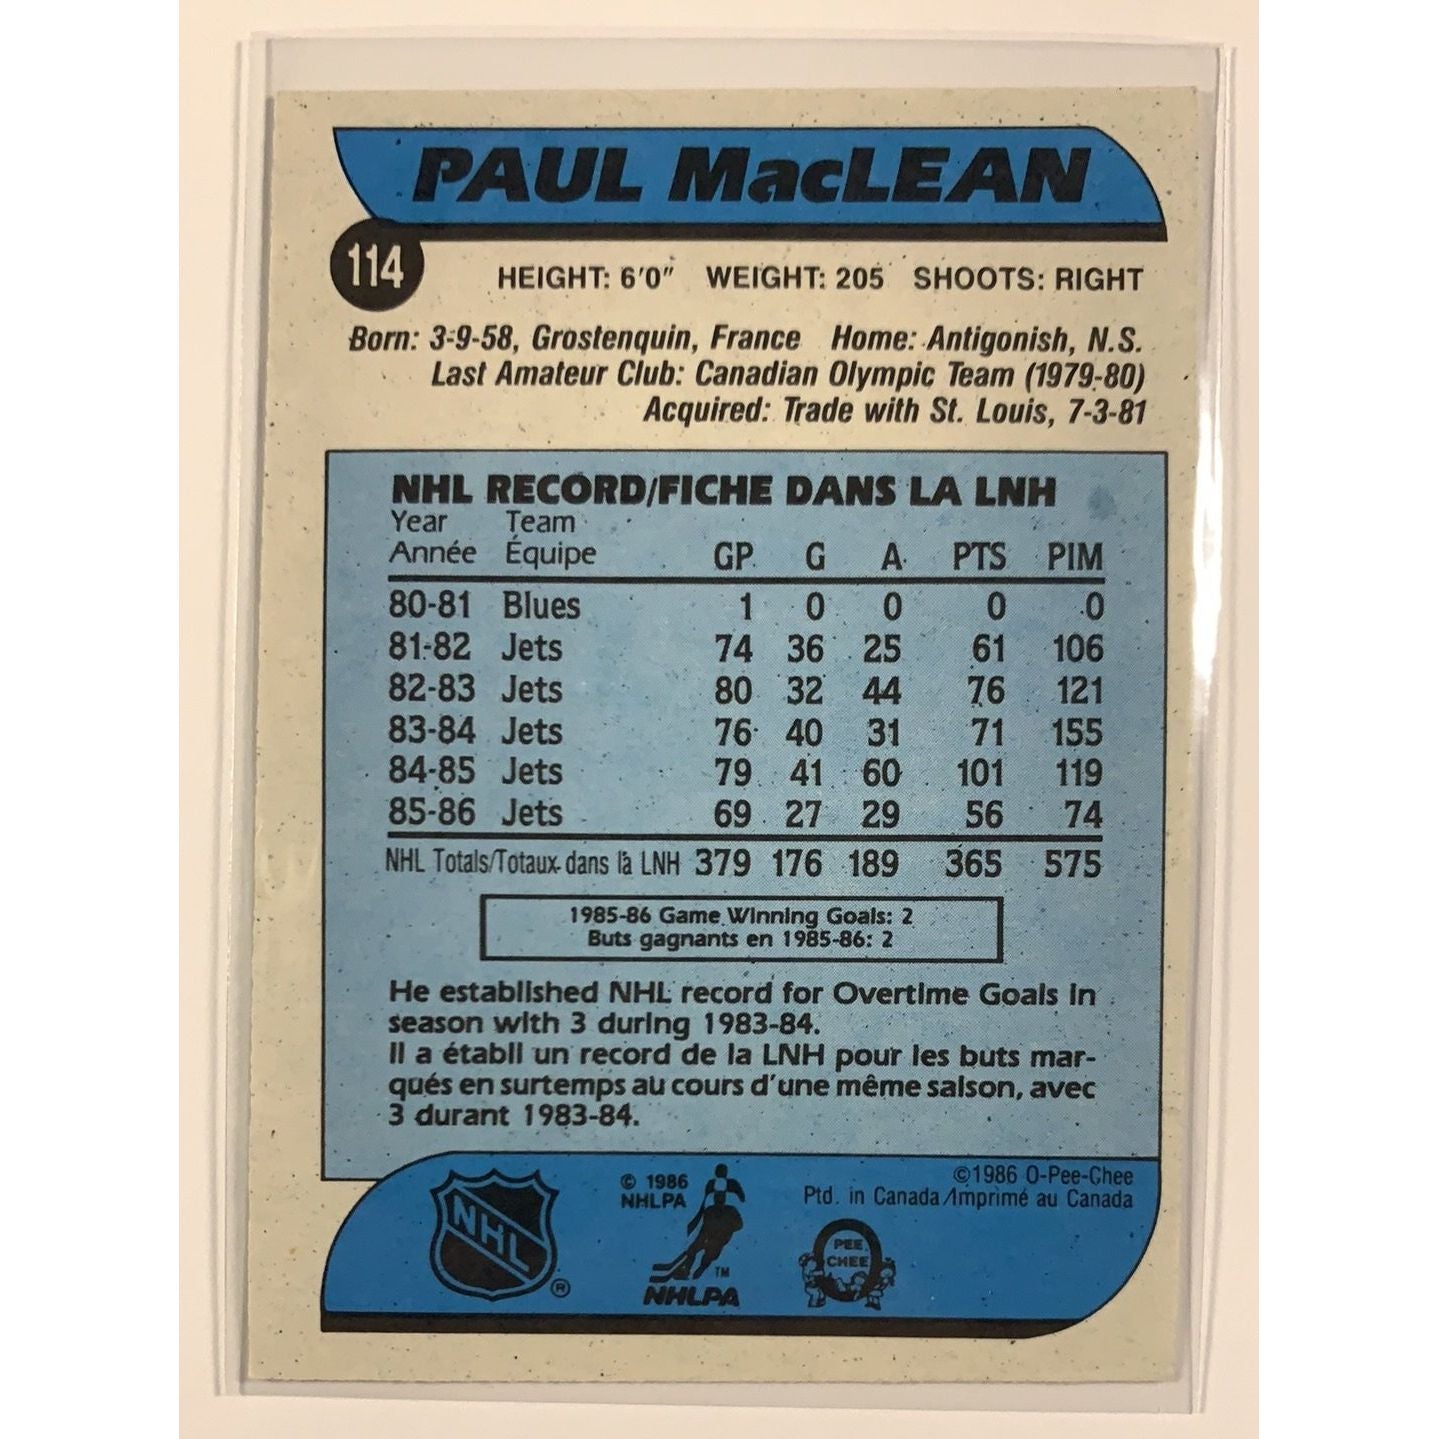 PAUL MacLEAN
114
HEIGHT: 6'0" WEIGHT: 205 SHOOTS: RIGHT
Born: 3-9-58, Grostenquin, France Home: Antigonish, N.S.
Last Amateur Club: Canadian Olympic Team (1979-80)
Acquired: Trade with St. Louis, 7-3-81
NHL RECORD/FICHE DANS LA LNH
Year Team
Année Équipe GP G A PTS PIM
80-81 Blues 1 0 0 0 0
81-82 Jets 74 36 25 61 106
82-83 Jets 80 32 44 76 121
83-84 Jets 76 40 31 71 155
84-85 Jets 79 41 60 101 119
85-86 Jets 69 27 29 56 74
NHL Totals/Totaux dans la LNH 379 176 189 365 575
1985-86 Game Winning Goals: 2
Buts gagnants en 1985-86: 2
He established NHL record for Overtime Goals in
season with 3 during 1983-84.
Il a établi un record de la LNH pour les buts mar-
qués en surtemps au cours d'une même saison, avec
3 durant 1983-84.
NHL
®
© 1986
NHLPA
TM
NHLPA
©1986 O-Pee-Chee
Ptd. in Canada/Imprimé au Canada
PEE
CHEE